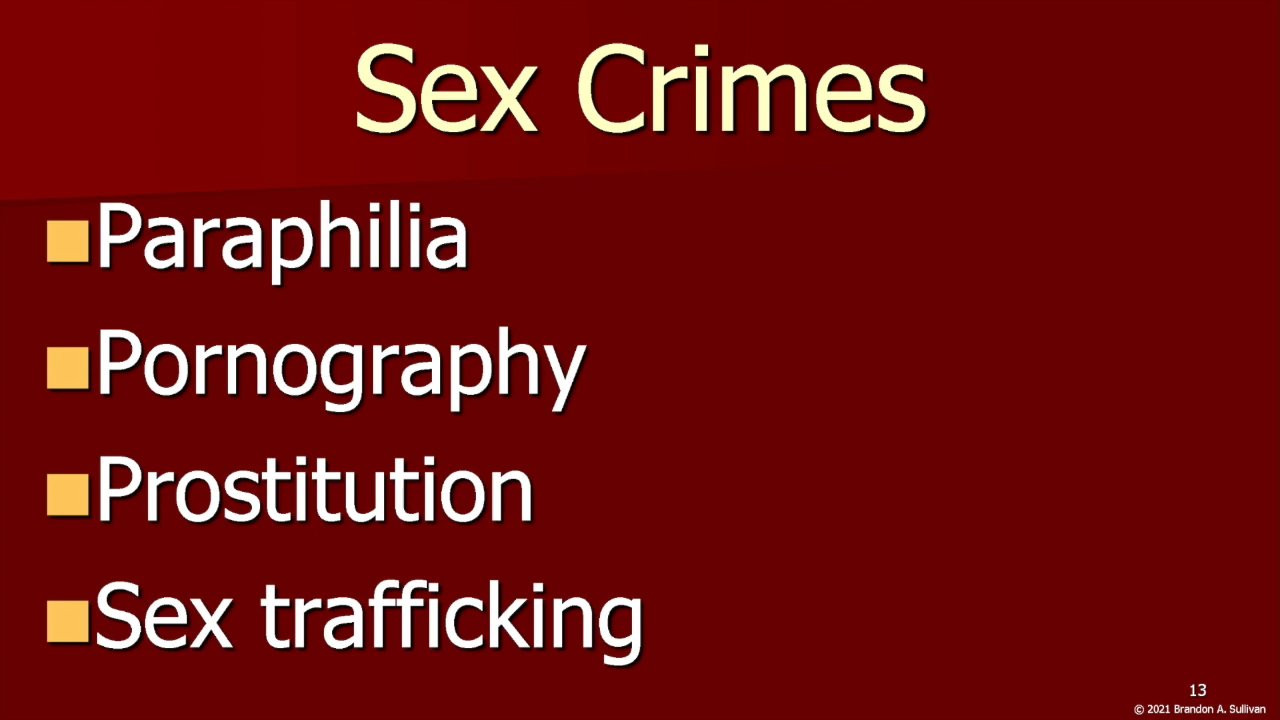 Sex Crimes
Paraphilia
Pornography
Prostitution
Sex trafficking
13
© 2021 Brandon A. Sullivan